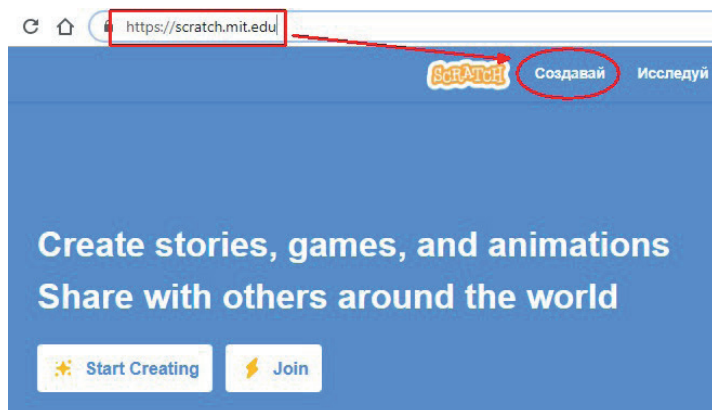 https://scratch.mit.edu
SCRATCH Создавай Исследуй
Create stories, games, and animations
Share with others around the world
Start Creating Join